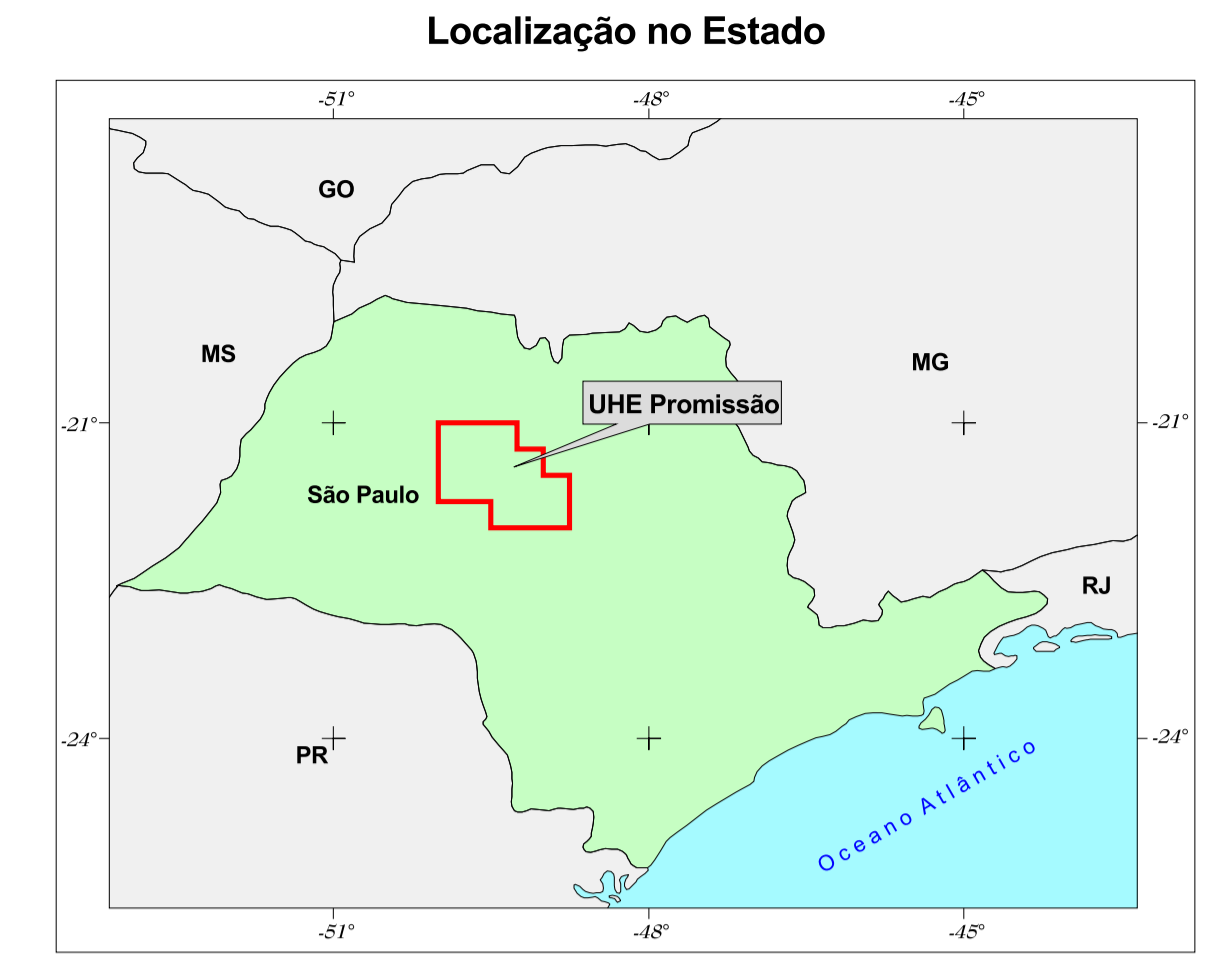 Localização no Estado
-51° -48° -45°
GO
MS
MG
UHE Promissão
-21° -21°
São Paulo
RJ
-24° -24°
PR
Oceano Atlântico
-51° -48° -45°